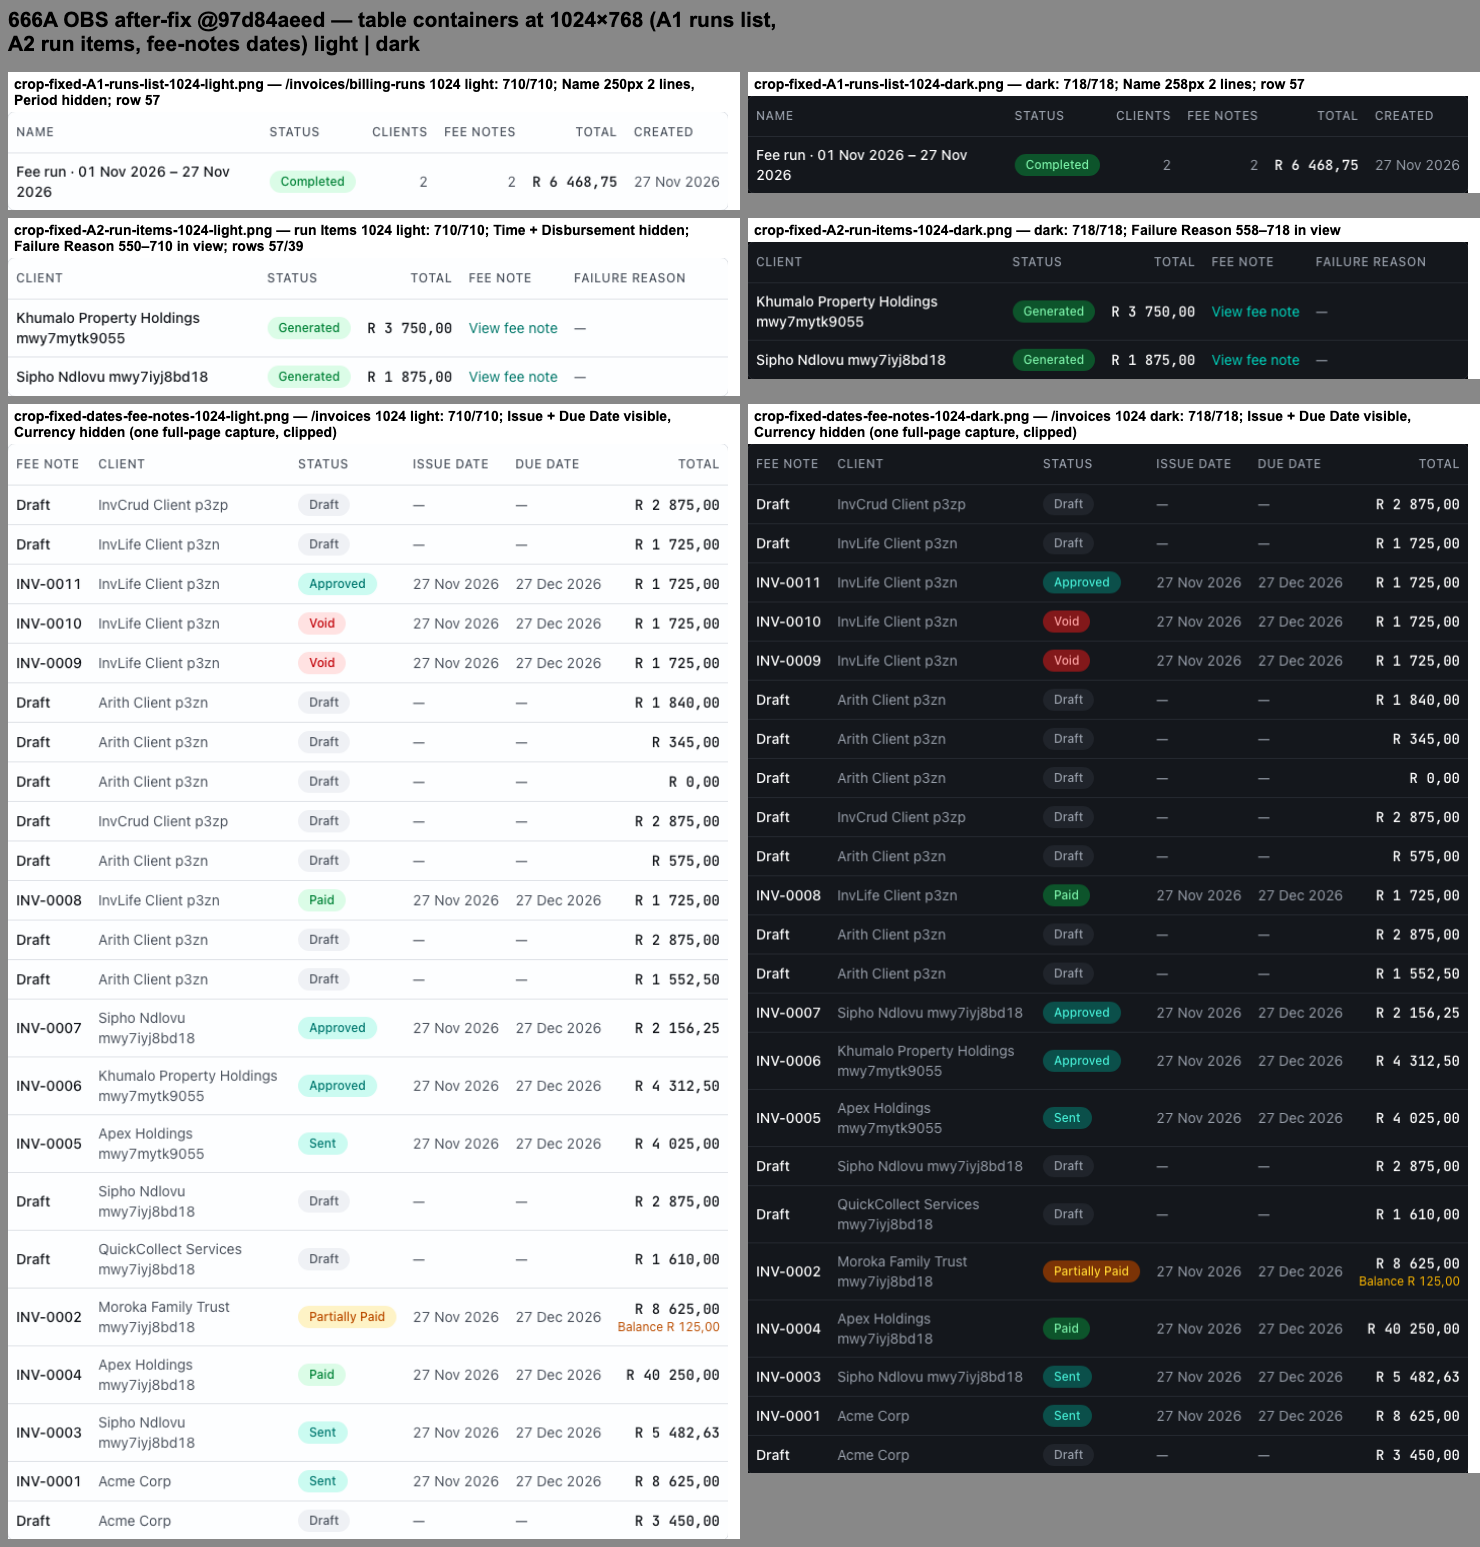 666A OBS after-fix @97d84aeed — table containers at 1024×768 (A1 runs list,
A2 run items, fee-notes dates) light | dark
crop-fixed-A1-runs-list-1024-light.png — /invoices/billing-runs 1024 light: 710/710; Name 250px 2 lines,
Period hidden; row 57
NAME STATUS CLIENTS FEE NOTES TOTAL CREATED
Fee run · 01 Nov 2026 – 27 Nov
2026
Completed 2 2 R 6 468,75 27 Nov 2026
crop-fixed-A1-runs-list-1024-dark.png — dark: 718/718; Name 258px 2 lines; row 57
NAME STATUS CLIENTS FEE NOTES TOTAL CREATED
Fee run · 01 Nov 2026 – 27 Nov
2026
Completed 2 2 R 6 468,75 27 Nov 2026
crop-fixed-A2-run-items-1024-light.png — run Items 1024 light: 710/710; Time + Disbursement hidden;
Failure Reason 550–710 in view; rows 57/39
CLIENT STATUS TOTAL FEE NOTE FAILURE REASON
Khumalo Property Holdings
mwy7mytk9055
Generated R 3 750,00 View fee note —
Sipho Ndlovu mwy7iyj8bd18 Generated R 1 875,00 View fee note —
crop-fixed-A2-run-items-1024-dark.png — dark: 718/718; Failure Reason 558–718 in view
CLIENT STATUS TOTAL FEE NOTE FAILURE REASON
Khumalo Property Holdings
mwy7mytk9055
Generated R 3 750,00 View fee note —
Sipho Ndlovu mwy7iyj8bd18 Generated R 1 875,00 View fee note —
crop-fixed-dates-fee-notes-1024-light.png — /invoices 1024 light: 710/710; Issue + Due Date visible,
Currency hidden (one full-page capture, clipped)
FEE NOTE CLIENT STATUS ISSUE DATE DUE DATE TOTAL
Draft InvCrud Client p3zp Draft — — R 2 875,00
Draft InvLife Client p3zn Draft — — R 1 725,00
INV-0011 InvLife Client p3zn Approved 27 Nov 2026 27 Dec 2026 R 1 725,00
INV-0010 InvLife Client p3zn Void 27 Nov 2026 27 Dec 2026 R 1 725,00
INV-0009 InvLife Client p3zn Void 27 Nov 2026 27 Dec 2026 R 1 725,00
Draft Arith Client p3zn Draft — — R 1 840,00
Draft Arith Client p3zn Draft — — R 345,00
Draft Arith Client p3zn Draft — — R 0,00
Draft InvCrud Client p3zp Draft — — R 2 875,00
Draft Arith Client p3zn Draft — — R 575,00
INV-0008 InvLife Client p3zn Paid 27 Nov 2026 27 Dec 2026 R 1 725,00
Draft Arith Client p3zn Draft — — R 2 875,00
Draft Arith Client p3zn Draft — — R 1 552,50
Sipho Ndlovu
mwy7iyj8bd18
INV-0007 Approved 27 Nov 2026 27 Dec 2026 R 2 156,25
Khumalo Property Holdings
mwy7mytk9055
INV-0006 Approved 27 Nov 2026 27 Dec 2026 R 4 312,50
Apex Holdings
mwy7mytk9055
INV-0005 Sent 27 Nov 2026 27 Dec 2026 R 4 025,00
Sipho Ndlovu
mwy7iyj8bd18
Draft Draft — — R 2 875,00
QuickCollect Services
mwy7iyj8bd18
Draft Draft — — R 1 610,00
Moroka Family Trust
mwy7iyj8bd18
INV-0002 Partially Paid 27 Nov 2026 27 Dec 2026 R 8 625,00
Balance R 125,00
Apex Holdings
mwy7iyj8bd18
INV-0004 Paid 27 Nov 2026 27 Dec 2026 R 40 250,00
Sipho Ndlovu
mwy7iyj8bd18
INV-0003 Sent 27 Nov 2026 27 Dec 2026 R 5 482,63
INV-0001 Acme Corp Sent 27 Nov 2026 27 Dec 2026 R 8 625,00
Draft Acme Corp Draft — — R 3 450,00
crop-fixed-dates-fee-notes-1024-dark.png — /invoices 1024 dark: 718/718; Issue + Due Date visible,
Currency hidden (one full-page capture, clipped)
FEE NOTE CLIENT STATUS ISSUE DATE DUE DATE TOTAL
Draft InvCrud Client p3zp Draft — — R 2 875,00
Draft InvLife Client p3zn Draft — — R 1 725,00
INV-0011 InvLife Client p3zn Approved 27 Nov 2026 27 Dec 2026 R 1 725,00
INV-0010 InvLife Client p3zn Void 27 Nov 2026 27 Dec 2026 R 1 725,00
INV-0009 InvLife Client p3zn Void 27 Nov 2026 27 Dec 2026 R 1 725,00
Draft Arith Client p3zn Draft — — R 1 840,00
Draft Arith Client p3zn Draft — — R 345,00
Draft Arith Client p3zn Draft — — R 0,00
Draft InvCrud Client p3zp Draft — — R 2 875,00
Draft Arith Client p3zn Draft — — R 575,00
INV-0008 InvLife Client p3zn Paid 27 Nov 2026 27 Dec 2026 R 1 725,00
Draft Arith Client p3zn Draft — — R 2 875,00
Draft Arith Client p3zn Draft — — R 1 552,50
INV-0007 Sipho Ndlovu mwy7iyj8bd18 Approved 27 Nov 2026 27 Dec 2026 R 2 156,25
Khumalo Property Holdings
mwy7mytk9055
INV-0006 Approved 27 Nov 2026 27 Dec 2026 R 4 312,50
Apex Holdings
mwy7mytk9055
INV-0005 Sent 27 Nov 2026 27 Dec 2026 R 4 025,00
Draft Sipho Ndlovu mwy7iyj8bd18 Draft — — R 2 875,00
QuickCollect Services
mwy7iyj8bd18
Draft Draft — — R 1 610,00
Moroka Family Trust
mwy7iyj8bd18
INV-0002 Partially Paid 27 Nov 2026 27 Dec 2026 R 8 625,00
Balance R 125,00
Apex Holdings
mwy7iyj8bd18
INV-0004 Paid 27 Nov 2026 27 Dec 2026 R 40 250,00
INV-0003 Sipho Ndlovu mwy7iyj8bd18 Sent 27 Nov 2026 27 Dec 2026 R 5 482,63
INV-0001 Acme Corp Sent 27 Nov 2026 27 Dec 2026 R 8 625,00
Draft Acme Corp Draft — — R 3 450,00